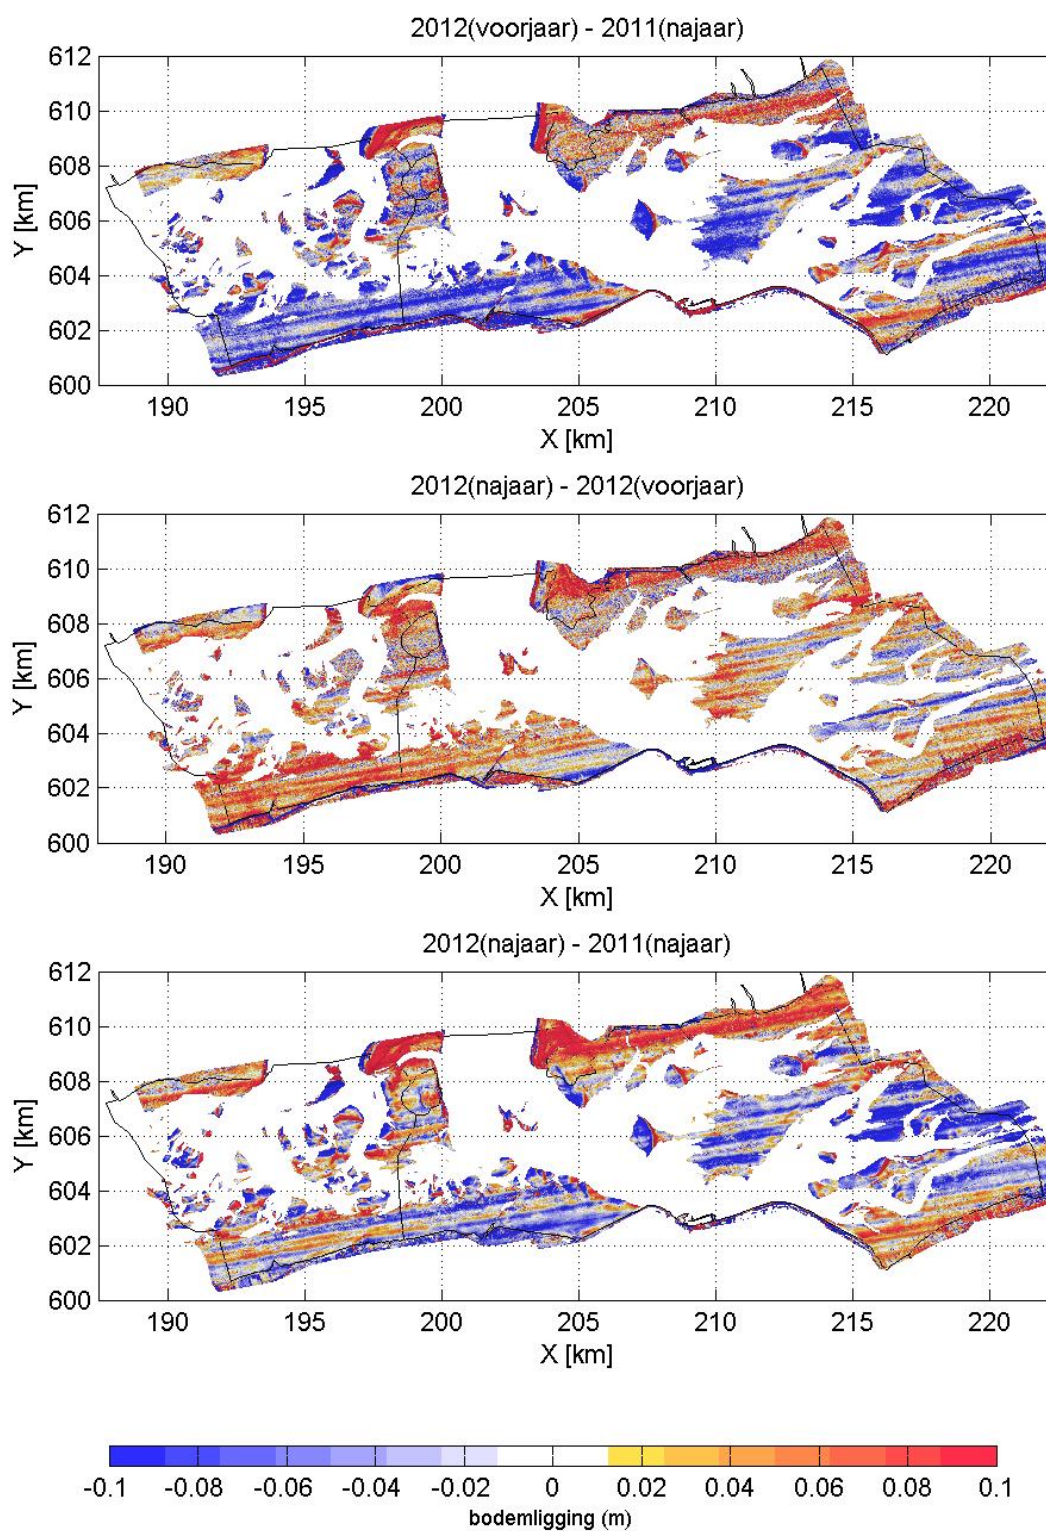 2012(voorjaar) - 2011(najaar)
612
610
608
606
604
602
600
Y [km]
190 195 200 205 210 215 220
X [km]
2012(najaar) - 2012(voorjaar)
612
610
608
606
604
602
600
Y [km]
190 195 200 205 210 215 220
X [km]
2012(najaar) - 2011(najaar)
612
610
608
606
604
602
600
Y [km]
190 195 200 205 210 215 220
X [km]
-0.1 -0.08 -0.06 -0.04 -0.02 0 0.02 0.04 0.06 0.08 0.1
bodemligging (m)